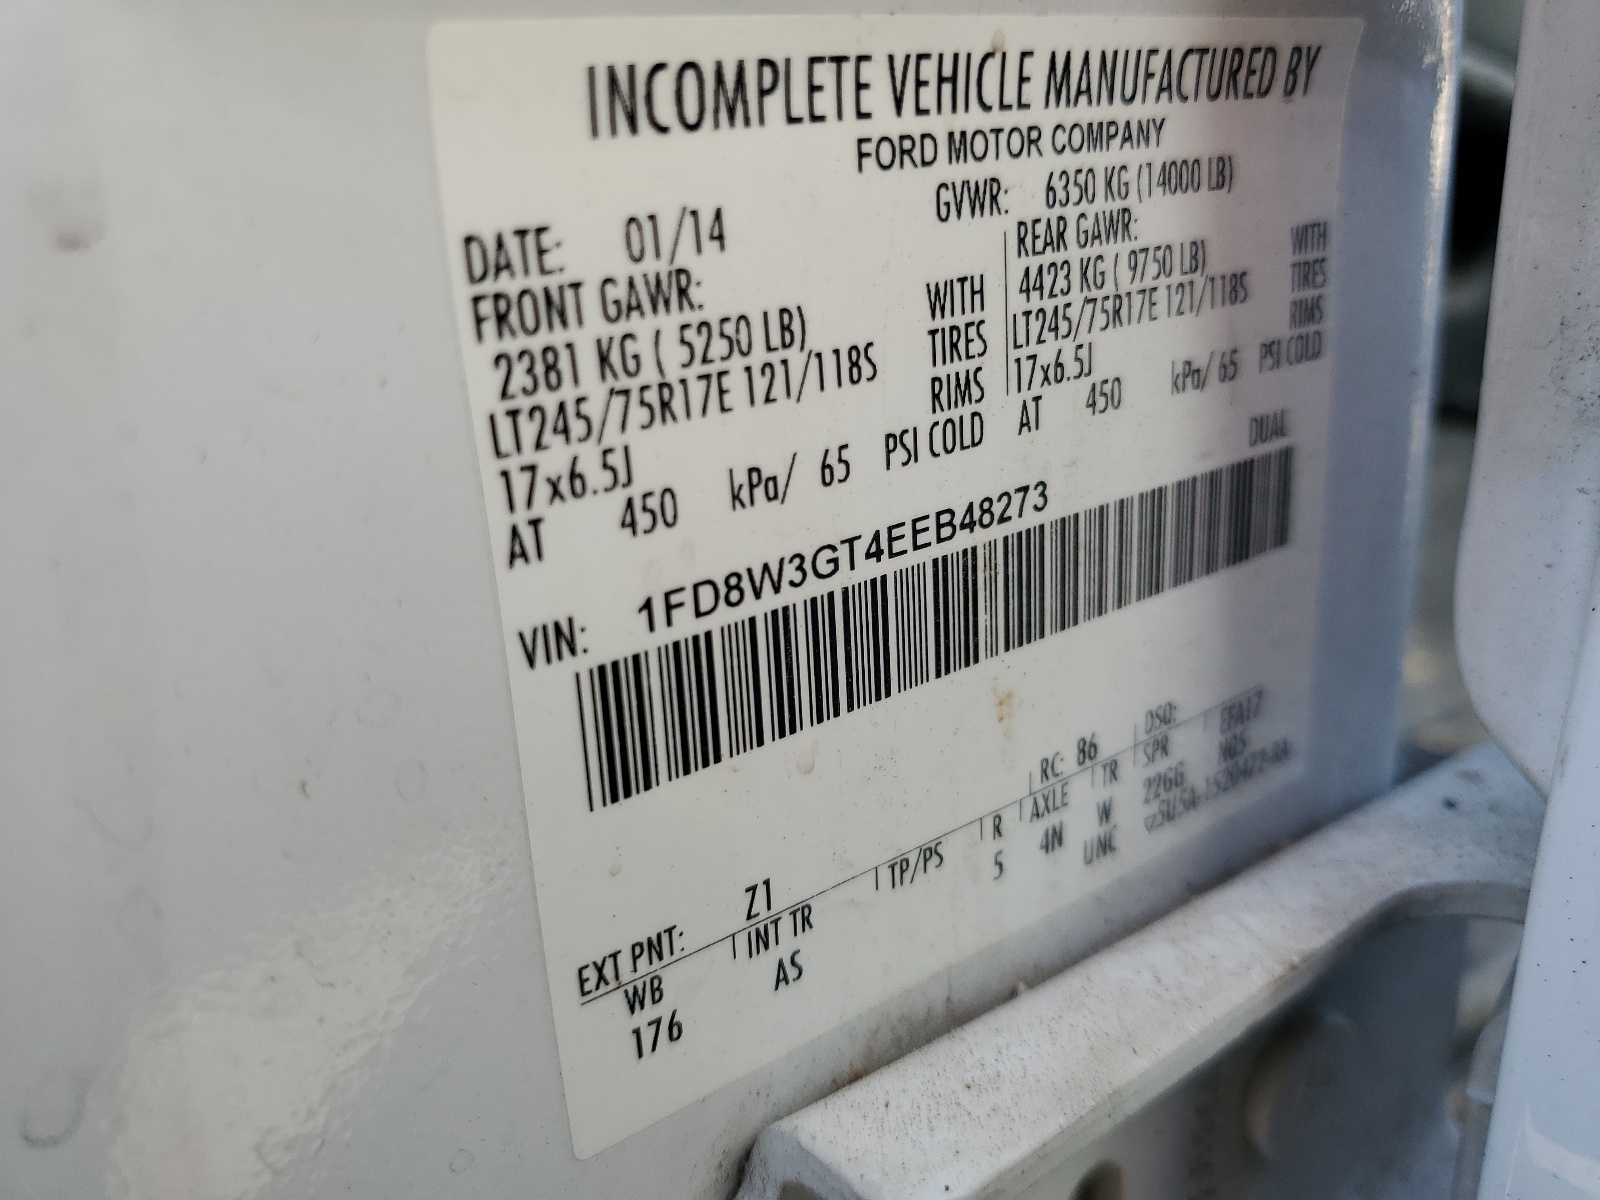 INCOMPLETE VEHICLE MANUFACTURED BY
FORD MOTOR COMPANY
DATE: 01/14 GVWR: 6350 KG (14000 LB)
FRONT GAWR: REAR GAWR:
2381 KG ( 5250 LB) WITH 4423 KG ( 9750 LB) WITH
LT245/75R17E 121/118S TIRES LT245/75R17E 121/118S TIRES
17x6.5J RIMS 17x6.5J RIMS
AT 450 kPa/ 65 PSI COLD AT 450 kPa/ 65 PSI COLD
DUAL
VIN: 1FD8W3GT4EEB48273
EXT PNT: Z1 RC: 86 DSO:
WB INT TR TP/PS R AXLE TR SPR EFA17
176 AS 5 4N W 226G
UNC